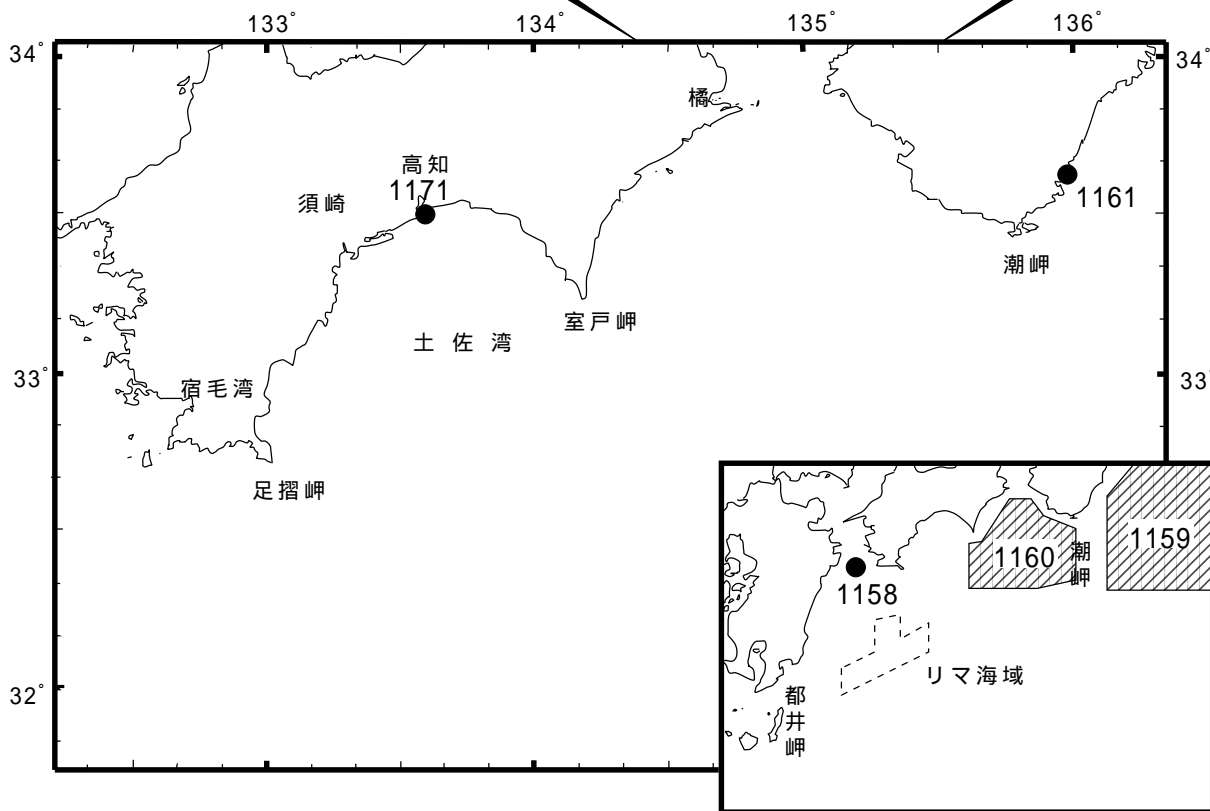 133°
134°
135°
136°
34°
34°
橘
高知
1171
須崎
1161
潮岬
室戸岬
土佐湾
33°
33°
宿毛湾
足摺岬
1159
1160
潮岬
1158
リマ海域
32°
都井岬